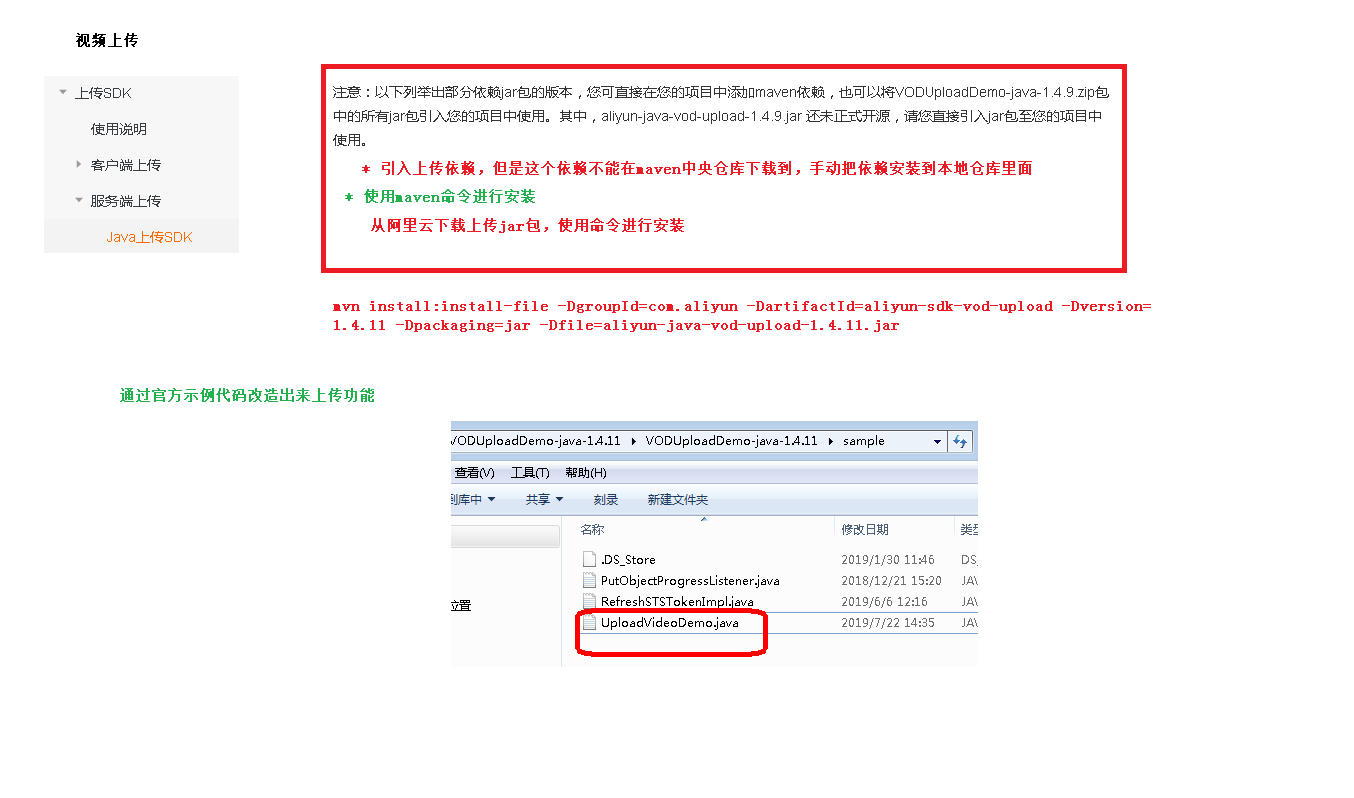 视频上传
上传SDK
使用说明
客户端上传
服务端上传
Java上传SDK
注意：以下列举出部分依赖jar包的版本，您可直接在您的项目中添加maven依赖，也可以将VODUploadDemo-java-1.4.9.zip包
中的所有jar包引入您的项目中使用。其中，aliyun-java-vod-upload-1.4.9.jar 还未正式开源，请您直接引入jar包至您的项目中
使用。
* 引入上传依赖，但是这个依赖不能在maven中央仓库下载到，手动把依赖安装到本地仓库里面
* 使用maven命令进行安装
从阿里云下载上传jar包，使用命令进行安装
mvn install:install-file -DgroupId=com.aliyun -DartifactId=aliyun-sdk-vod-upload -Dversion=
1.4.11 -Dpackaging=jar -Dfile=aliyun-java-vod-upload-1.4.11.jar
通过官方示例代码改造出来上传功能
VODUploadDemo-java-1.4.11 VODUploadDemo-java-1.4.11 sample
查看(V) 工具(T) 帮助(H)
到库中 共享 刻录 新建文件夹
名称 修改日期 类型
.DS_Store 2019/1/30 11:46 DS_
PutObjectProgressListener.java 2018/12/21 15:20 JAV
位置 RefreshSTSTokenImpl.java 2019/6/6 12:16 JAV
UploadVideoDemo.java 2019/7/22 14:35 JAV